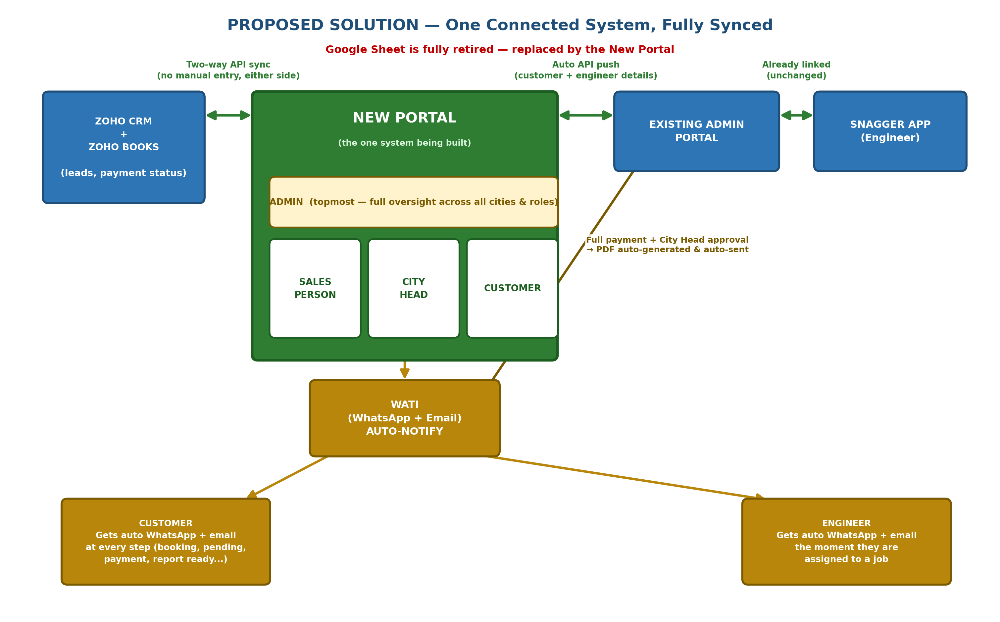 PROPOSED SOLUTION — One Connected System, Fully Synced
Google Sheet is fully retired — replaced by the New Portal
Two-way API sync
(no manual entry, either side)
Auto API push
(customer + engineer details)
Already linked
(unchanged)
ZOHO CRM
+
ZOHO BOOKS
(leads, payment status)
NEW PORTAL
(the one system being built)
EXISTING ADMIN
PORTAL
SNAGGER APP
(Engineer)
ADMIN  (topmost — full oversight across all cities & roles)
SALES
PERSON
CITY
HEAD
CUSTOMER
Full payment + City Head approval
→ PDF auto-generated & auto-sent
WATI
(WhatsApp + Email)
AUTO-NOTIFY
CUSTOMER
Gets auto WhatsApp + email
at every step (booking, pending,
payment, report ready...)
ENGINEER
Gets auto WhatsApp + email
the moment they are
assigned to a job